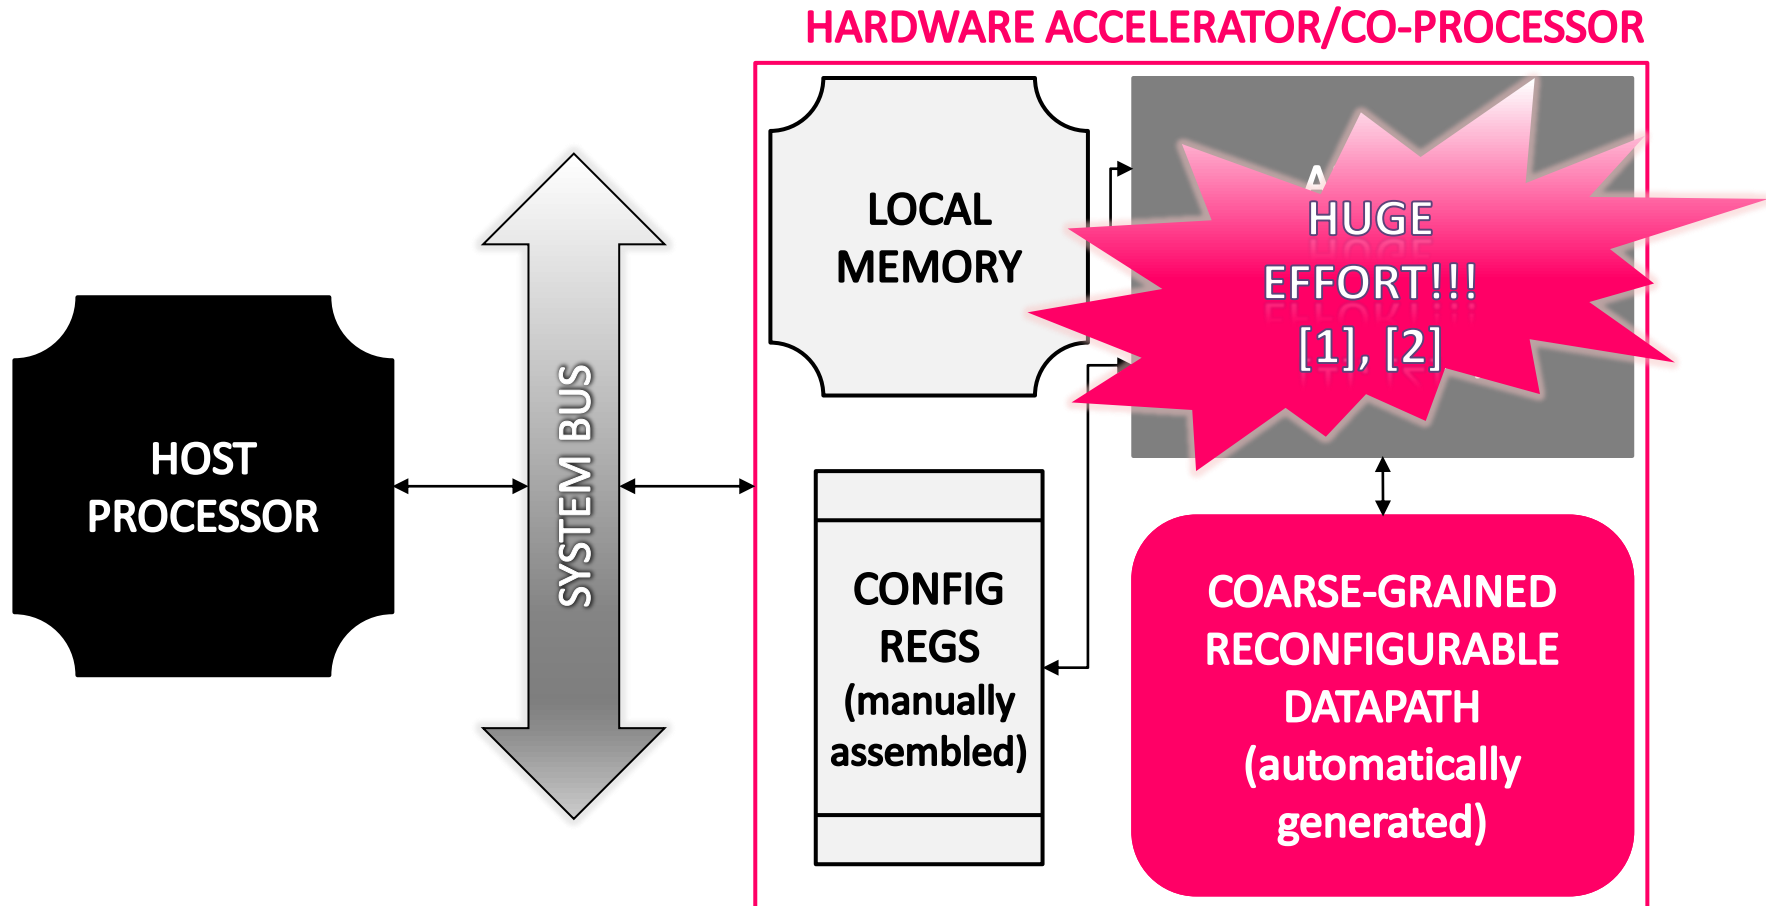 HARDWARE ACCELERATOR/CO-PROCESSOR
LOCAL
MEMORY
HUGE
EFFORT!!!
[1], [2]
SYSTEM BUS
HOST
PROCESSOR
CONFIG
REGS
(manually
assembled)
COARSE-GRAINED
RECONFIGURABLE
DATAPATH
(automatically
generated)